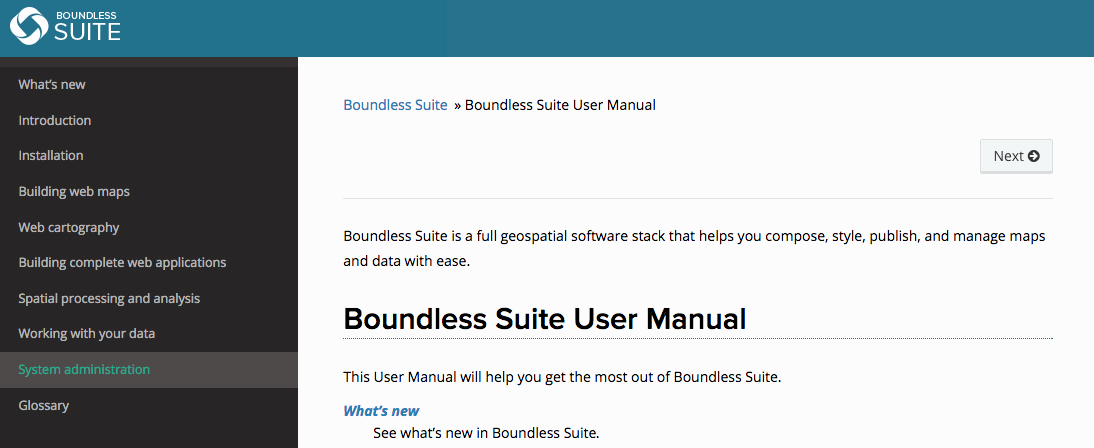 BOUNDLESS
SUITE
What's new
Introduction
Installation
Building web maps
Web cartography
Building complete web applications
Spatial processing and analysis
Working with your data
System administration
Glossary
Boundless Suite » Boundless Suite User Manual
Next
Boundless Suite is a full geospatial software stack that helps you compose, style, publish, and manage maps
and data with ease.
Boundless Suite User Manual
This User Manual will help you get the most out of Boundless Suite.
What's new
See what's new in Boundless Suite.